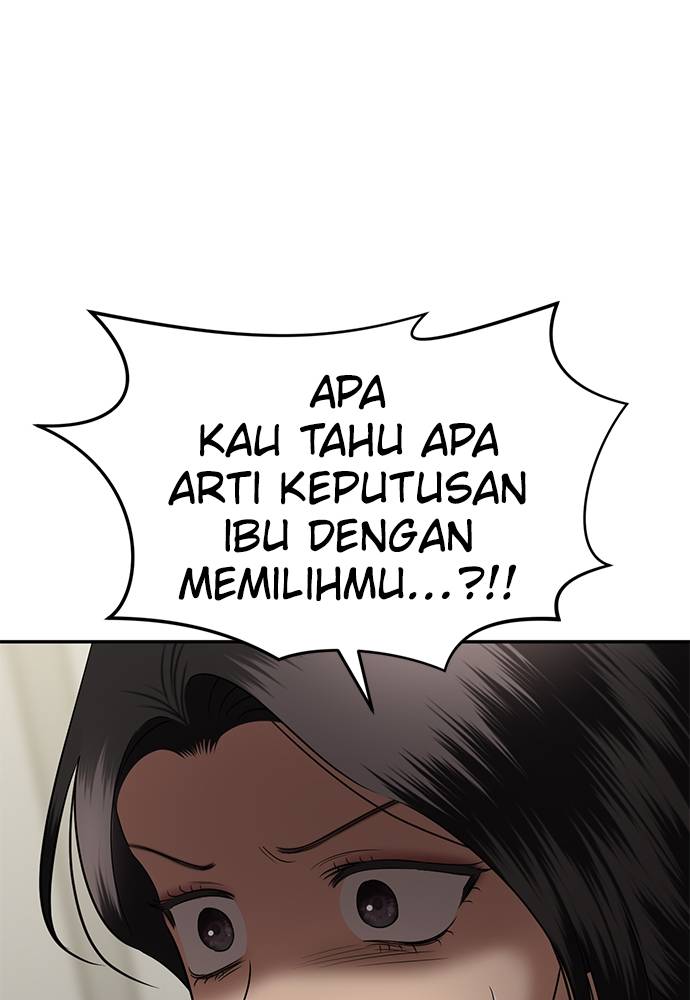 APA
KAU TAHU APA
ARTI KEPUTUSAN
IBU DENGAN
MEMILIHMU...?!!